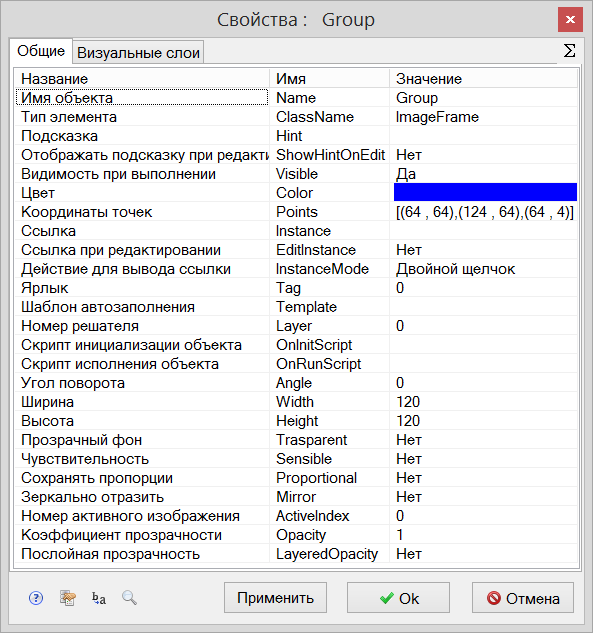 Свойства : Group
Общие Визуальные слои Σ
Название Имя Значение
Имя объекта Name Group
Тип элемента ClassName ImageFrame
Подсказка Hint
Отображать подсказку при редакти ShowHintOnEdit Нет
Видимость при выполнении Visible Да
Цвет Color
Координаты точек Points [(64 , 64),(124 , 64),(64 , 4)]
Ссылка Instance
Ссылка при редактировании EditInstance Нет
Действие для вывода ссылки InstanceMode Двойной щелчок
Ярлык Tag 0
Шаблон автозаполнения Template
Номер решателя Layer 0
Скрипт инициализации объекта OnInitScript
Скрипт исполнения объекта OnRunScript
Угол поворота Angle 0
Ширина Width 120
Высота Height 120
Прозрачный фон Trasparent Нет
Чувствительность Sensible Нет
Сохранять пропорции Proportional Нет
Зеркально отразить Mirror Нет
Номер активного изображения ActiveIndex 0
Коэффициент прозрачности Opacity 1
Послойная прозрачность LayeredOpacity Нет
? ba Применить Ok Отмена